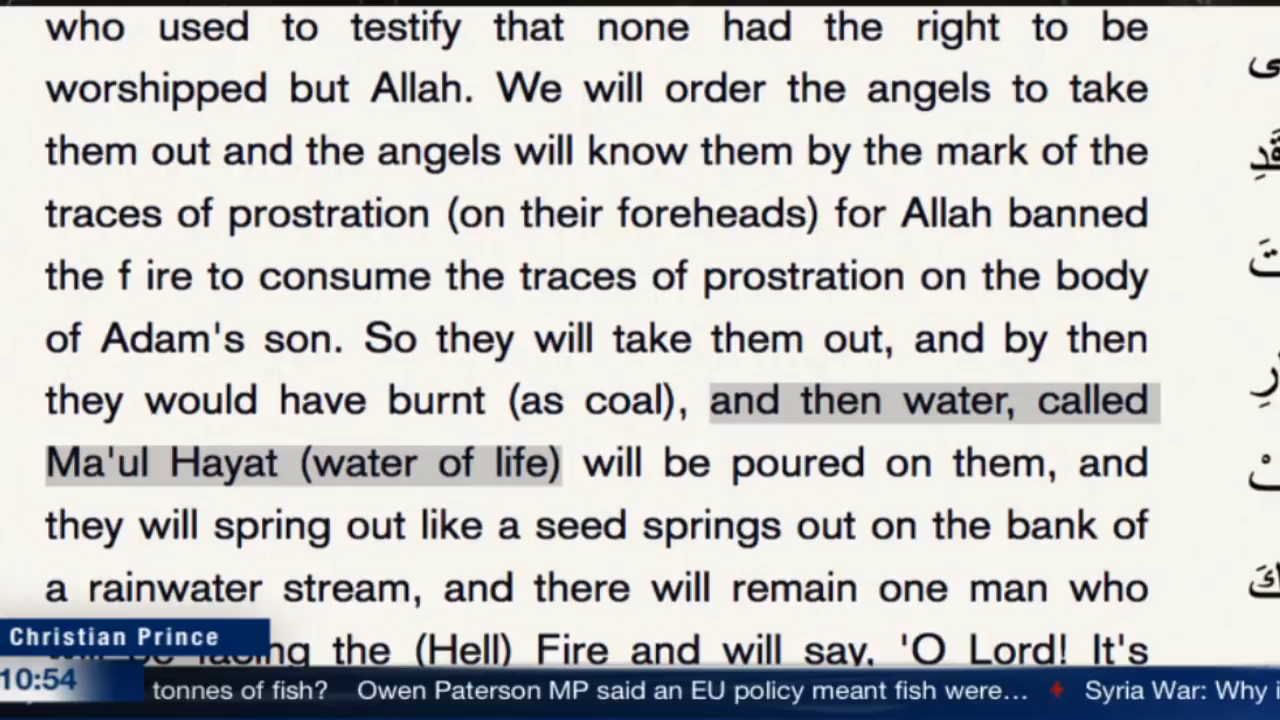 who used to testify that none had the right to be
worshipped but Allah. We will order the angels to take
them out and the angels will know them by the mark of the
traces of prostration (on their foreheads) for Allah banned
the f ire to consume the traces of prostration on the body
of Adam's son. So they will take them out, and by then
they would have burnt (as coal), and then water, called
Ma'ul Hayat (water of life) will be poured on them, and
they will spring out like a seed springs out on the bank of
a rainwater stream, and there will remain one man who
will be facing the (Hell) Fire and will say, 'O Lord! It's
Christian Prince
10:54
tonnes of fish? Owen Paterson MP said an EU policy meant fish were... Syria War: Why i